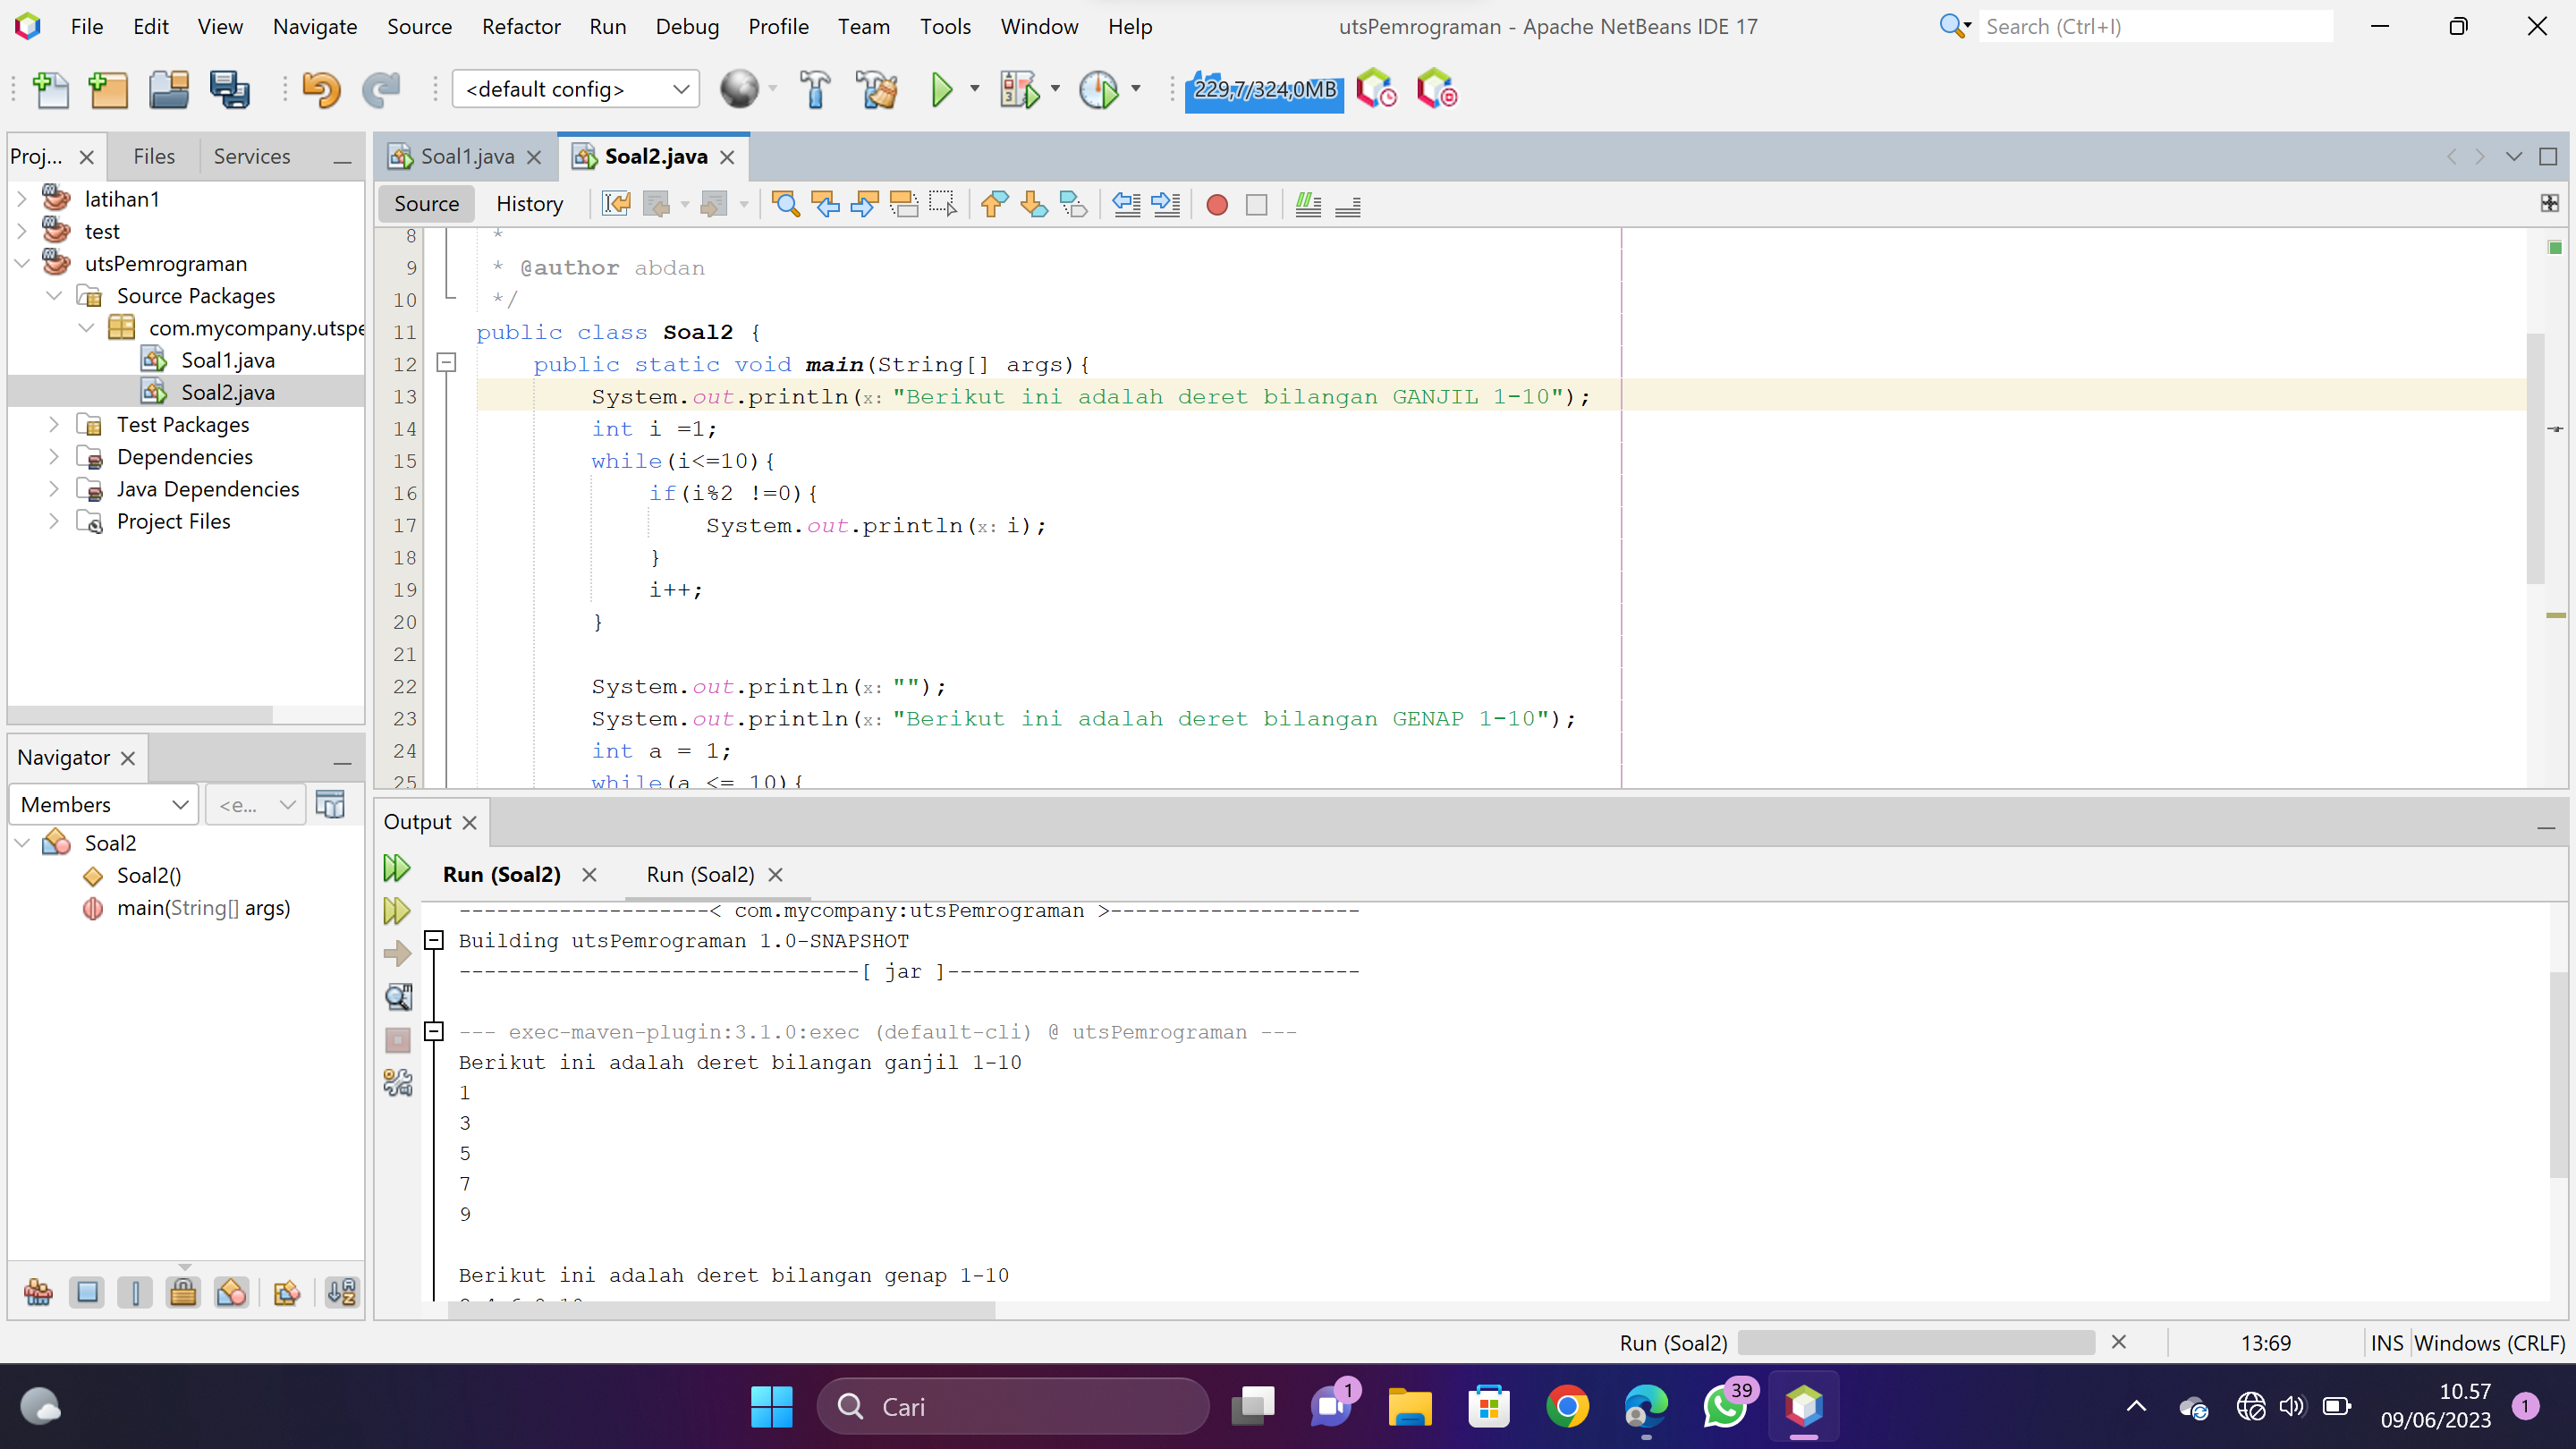 File Edit View Navigate Source Refactor Run Debug Profile Team Tools Window Help
utsPemrograman - Apache NetBeans IDE 17
Search (Ctrl+I)
<default config>
229,7/324,0MB
Proj... Files Services
latihan1
test
utsPemrograman
Source Packages
com.mycompany.utspe
Soal1.java
Soal2.java
Test Packages
Dependencies
Java Dependencies
Project Files
Navigator
Members <e...
Soal2
Soal2()
main(String[] args)
Soal1.java Soal2.java
Source History
8 *
9 * @author abdan
10 */
11 public class Soal2 {
12 public static void main(String[] args){
13 System.out.println(x: "Berikut ini adalah deret bilangan GANJIL 1-10");
14 int i =1;
15 while(i<=10){
16 if(i%2 !=0){
17 System.out.println(x: i);
18 }
19 i++;
20 }
21
22 System.out.println(x: "");
23 System.out.println(x: "Berikut ini adalah deret bilangan GENAP 1-10");
24 int a = 1;
25 while(a <= 10){
Output
Run (Soal2) Run (Soal2)
--------------------< com.mycompany:utsPemrograman >--------------------
Building utsPemrograman 1.0-SNAPSHOT
--------------------------------[ jar ]---------------------------------
--- exec-maven-plugin:3.1.0:exec (default-cli) @ utsPemrograman ---
Berikut ini adalah deret bilangan ganjil 1-10
1
3
5
7
9
Berikut ini adalah deret bilangan genap 1-10
Run (Soal2) 13:69 INS Windows (CRLF)
Cari
1
39
10.57
09/06/2023
1